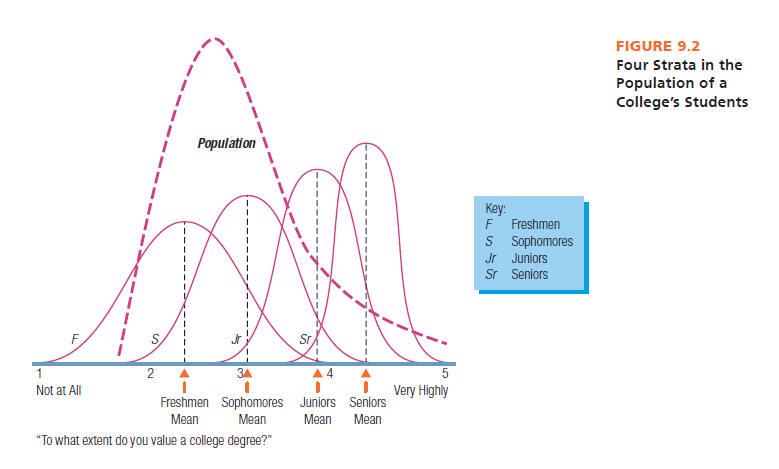 FIGURE 9.2
Four Strata in the
Population of a
College's Students
Population
Key:
F Freshmen
S Sophomores
Jr Juniors
Sr Seniors
F S Jr Sr
1 2 3 4 5
Not at All
Very Highly
Freshmen Sophomores Juniors Seniors
Mean Mean Mean Mean
"To what extent do you value a college degree?"